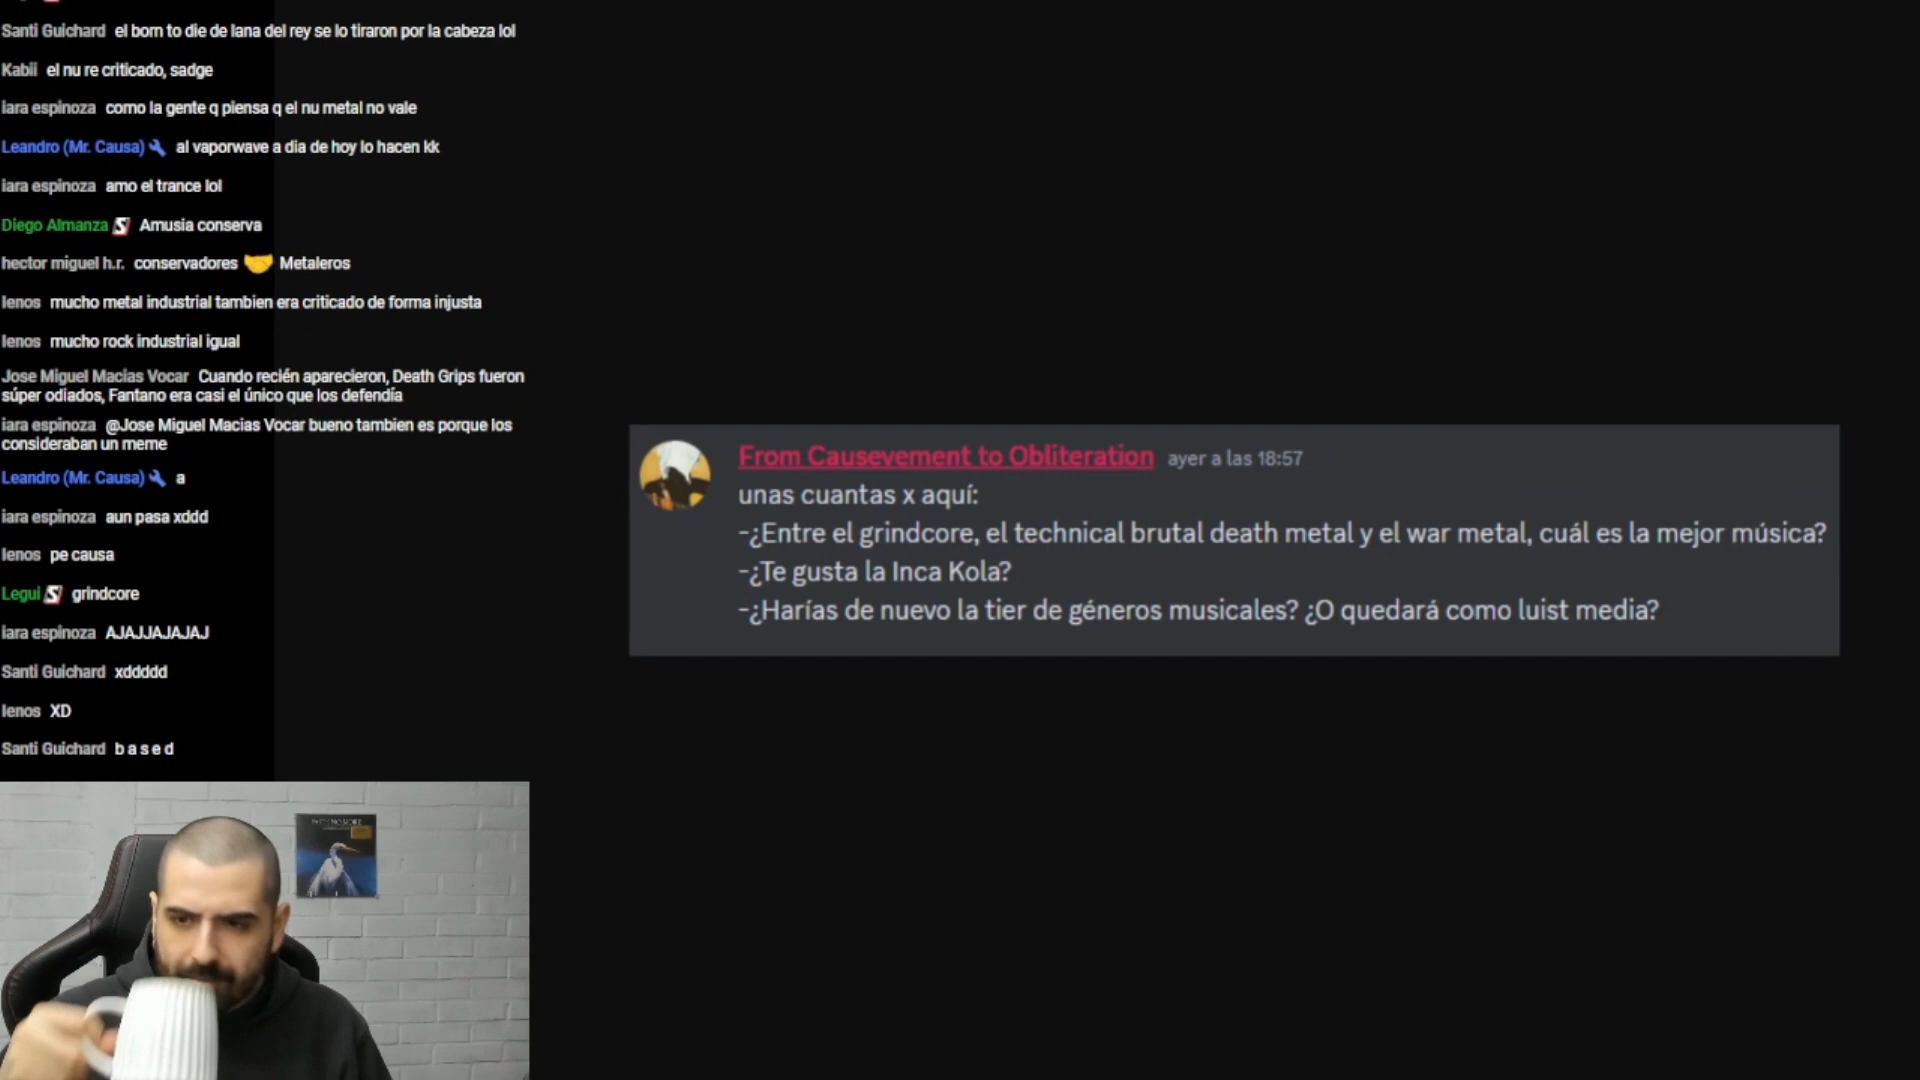 Santi Guichard el born to die de lana del rey se lo tiraron por la cabeza lol
Kabii el nu re criticado, sadge
iara espinoza como la gente q piensa q el nu metal no vale
Leandro (Mr. Causa) al vaporwave a dia de hoy lo hacen kk
iara espinoza amo el trance lol
Diego Almanza S Amusia conserva
hector miguel h.r. conservadores Metaleros
Ienos mucho metal industrial tambien era criticado de forma injusta
Ienos mucho rock industrial igual
Jose Miguel Macias Vocar Cuando recién aparecieron, Death Grips fueron
súper odiados, Fantano era casi el único que los defendía
iara espinoza @Jose Miguel Macias Vocar bueno tambien es porque los
consideraban un meme
Leandro (Mr. Causa) a
iara espinoza aun pasa xddd
Ienos pe causa
Legui S grindcore
iara espinoza AJAJJAJAJAJ
Santi Guichard xddddd
Ienos XD
Santi Guichard b a s e d
From Causevement to Obliteration ayer a las 18:57
unas cuantas x aquí:
-¿Entre el grindcore, el technical brutal death metal y el war metal, cuál es la mejor música?
-¿Te gusta la Inca Kola?
-¿Harías de nuevo la tier de géneros musicales? ¿O quedará como luist media?
FAITH NO MORE